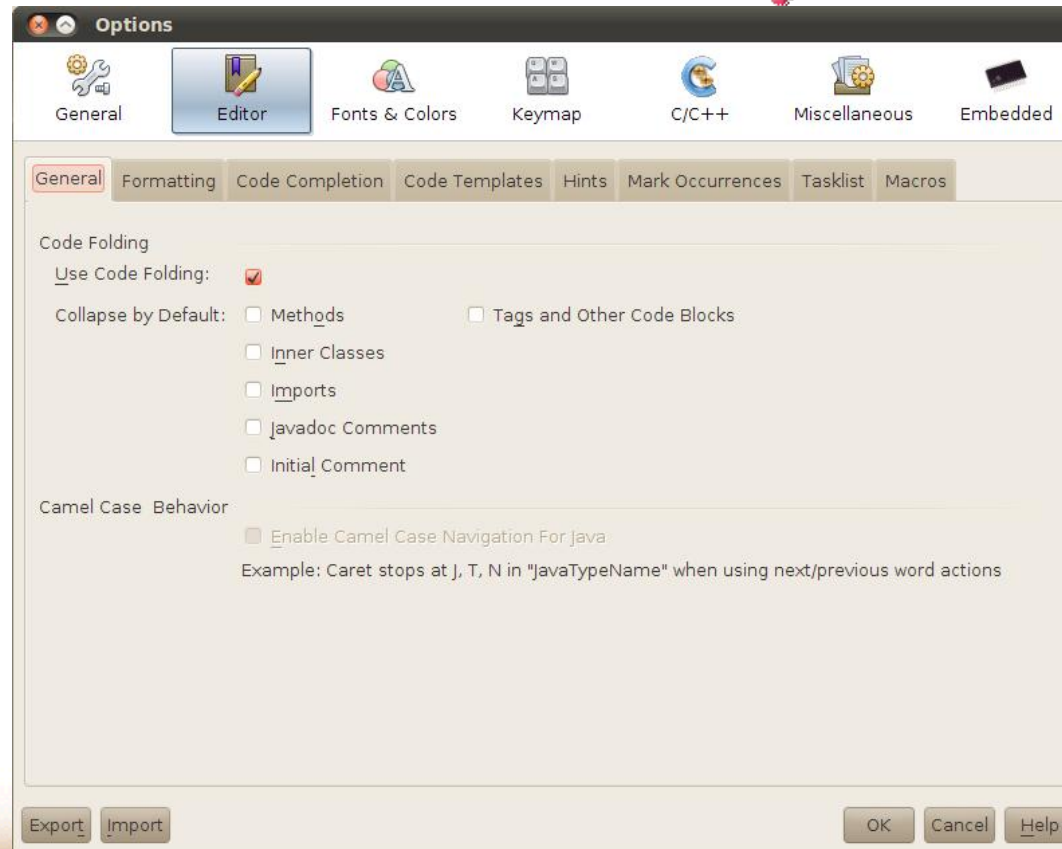 Options
General Editor Fonts & Colors Keymap C/C++ Miscellaneous Embedded
General Formatting Code Completion Code Templates Hints Mark Occurrences Tasklist Macros
Code Folding
Use Code Folding:
Collapse by Default: Methods Tags and Other Code Blocks
Inner Classes
Imports
Javadoc Comments
Initial Comment
Camel Case Behavior
Enable Camel Case Navigation For Java
Example: Caret stops at J, T, N in "JavaTypeName" when using next/previous word actions
Export Import OK Cancel Help